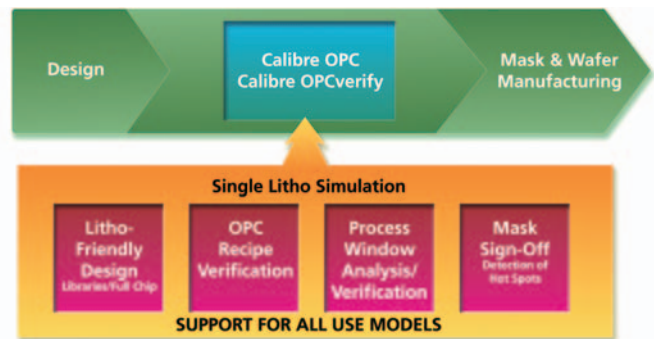 Design
Calibre OPC
Calibre OPCverify
Mask & Wafer
Manufacturing
Single Litho Simulation
Litho-
Friendly
Design
Libraries/Full Chip
OPC
Recipe
Verification
Process
Window
Analysis/
Verification
Mask
Sign-Off
Detection of
Hot Spots
SUPPORT FOR ALL USE MODELS